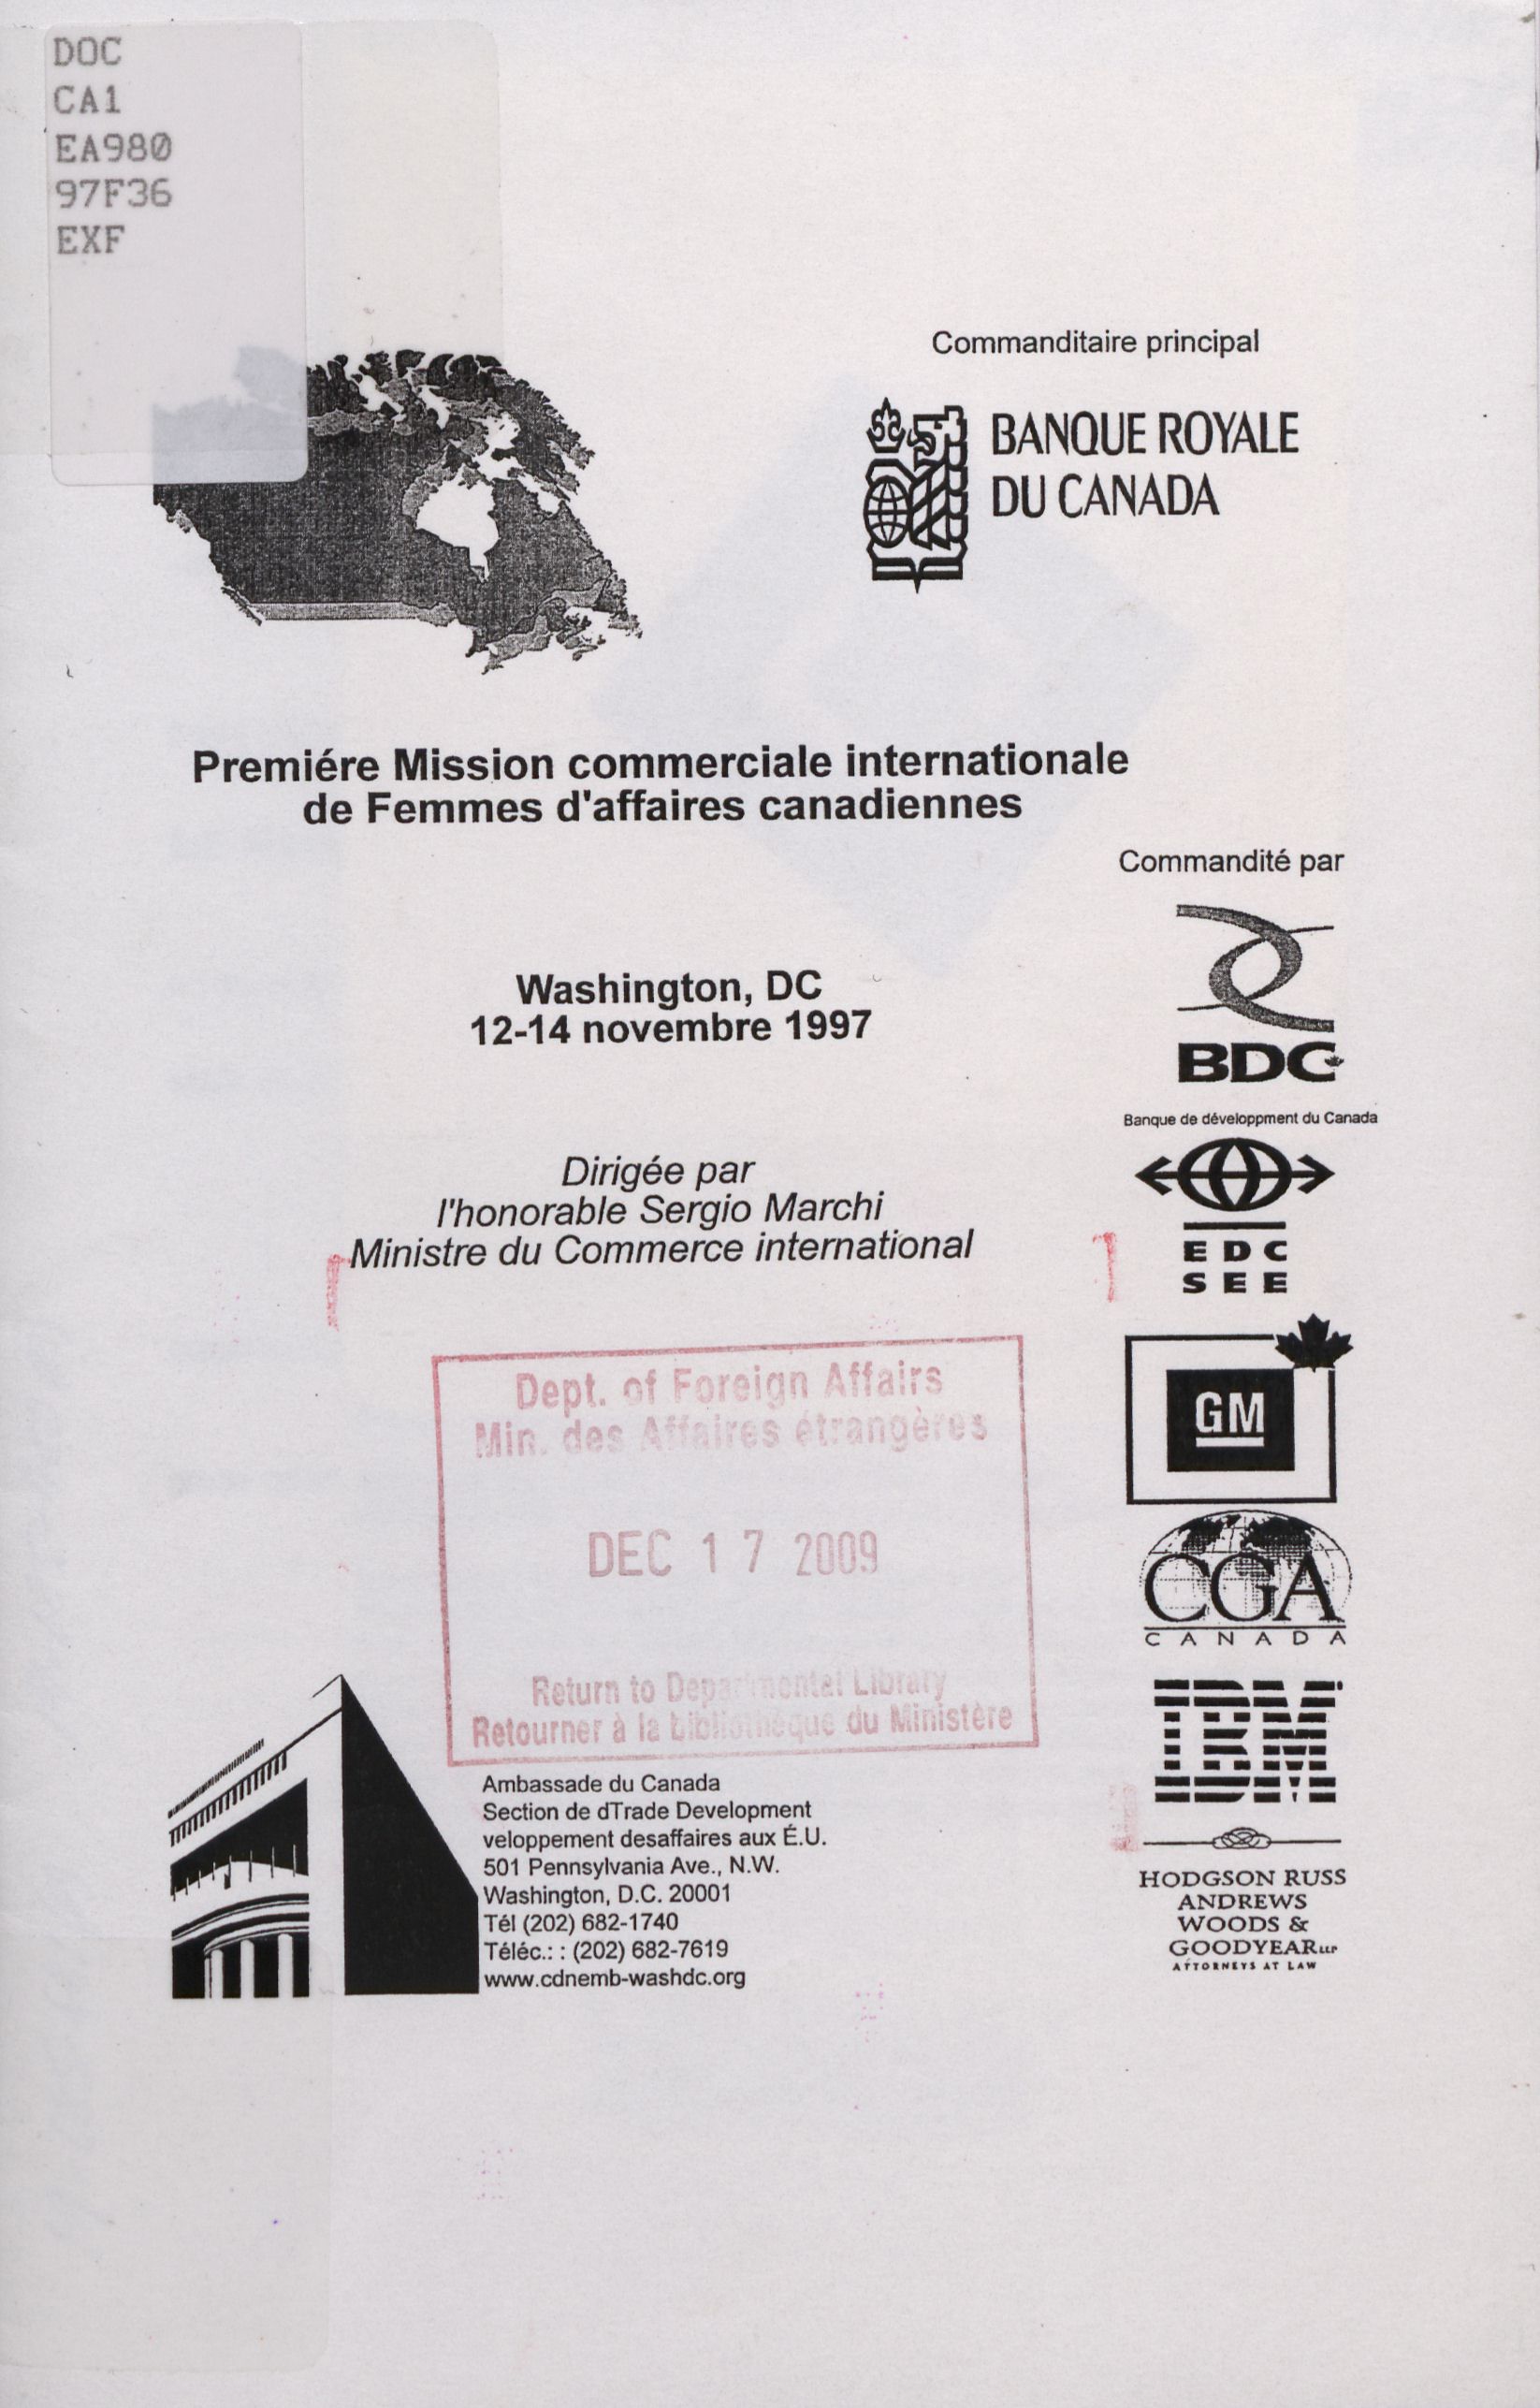 DOC
CA1
EA980
97F36
EXF
Commanditaire principal
BANQUE ROYALE
DU CANADA
Premiére Mission commerciale internationale
de Femmes d'affaires canadiennes
Commandité par
Washington, DC
12-14 novembre 1997
BDC
Banque de développment du Canada
Dirigée par
l'honorable Sergio Marchi
Ministre du Commerce international
EDC
SEE
GM
Dept. of Foreign Affairs
Min. des Affaires étrangères
DEC 17 2009
Return to Departmental Library
Retourner à la bibliothèque du Ministère
CGA
CANADA
IBM
HODGSON RUSS
ANDREWS
WOODS &
GOODYEAR LLP
ATTORNEYS AT LAW
Ambassade du Canada
Section de dTrade Development
veloppement desaffaires aux É.U.
501 Pennsylvania Ave., N.W.
Washington, D.C. 20001
Tél (202) 682-1740
Téléc.: : (202) 682-7619
www.cdnemb-washdc.org